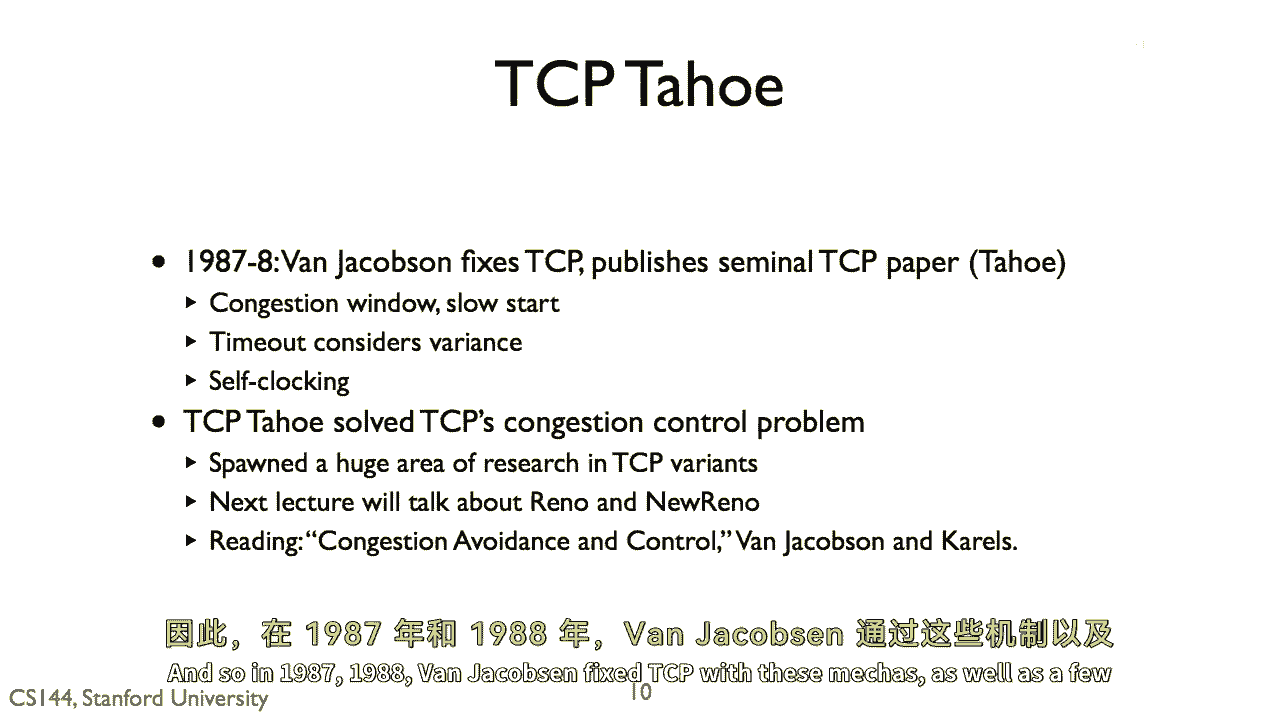 TCP Tahoe
• 1987-8: Van Jacobson fixes TCP, publishes seminal TCP paper (Tahoe)
▸ Congestion window, slow start
▸ Timeout considers variance
▸ Self-clocking
• TCP Tahoe solved TCP's congestion control problem
▸ Spawned a huge area of research in TCP variants
▸ Next lecture will talk about Reno and NewReno
▸ Reading: “Congestion Avoidance and Control,” Van Jacobson and Karels.
因此，在 1987 年和 1988 年，Van Jacobsen 通过这些机制以及
And so in 1987, 1988, Van Jacobsen fixed TCP with these mechas, as well as a few
CS144, Stanford University
10